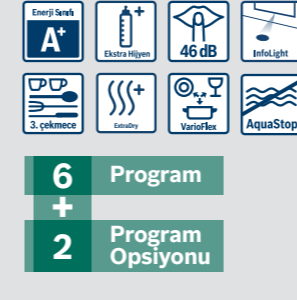 Enerji Sınıfı
A+
+
Ekstra Hijyen
46 dB
InfoLight
3. çekmece
+
ExtraDry
VarioFlex
AquaStop
6 Program
+
2 Program
Opsiyonu